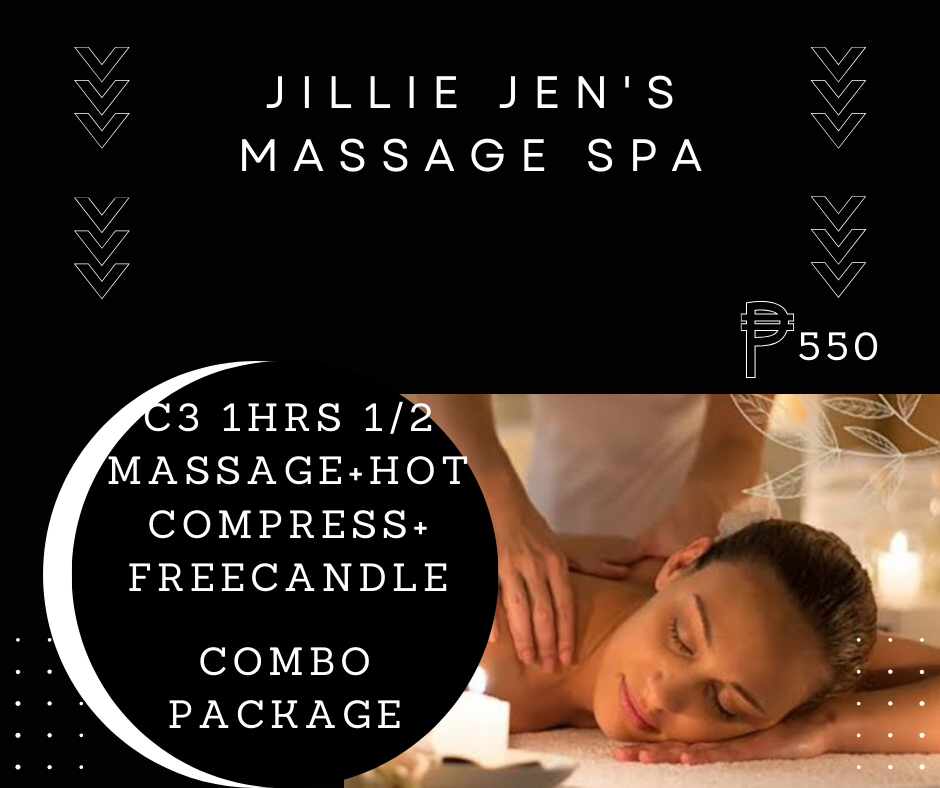 JILLIE JEN'S
MASSAGE SPA
₱550
C3 1HRS 1/2
MASSAGE+HOT
COMPRESS+
FREECANDLE
COMBO
PACKAGE